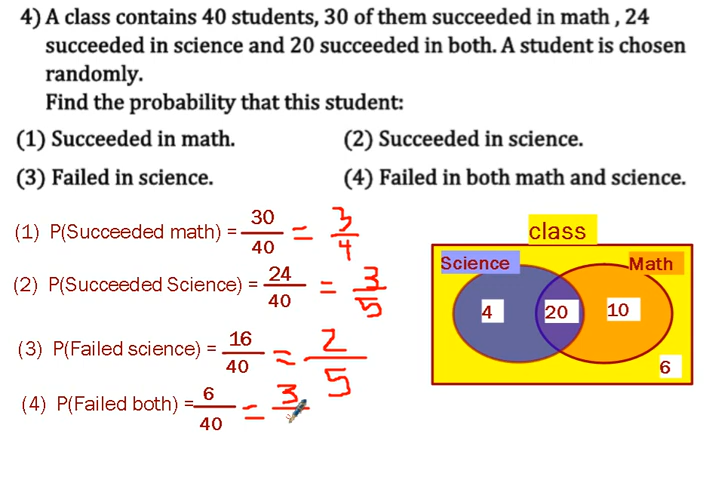 4) A class contains 40 students, 30 of them succeeded in math , 24
succeeded in science and 20 succeeded in both. A student is chosen
randomly.
Find the probability that this student:
(1) Succeeded in math. (2) Succeeded in science.
(3) Failed in science. (4) Failed in both math and science.
(1) P(Succeeded math) = 30/40 = 3/4
(2) P(Succeeded Science) = 24/40 = 3/5
(3) P(Failed science) = 16/40 = 2/5
(4) P(Failed both) = 6/40 = 3
class
Science Math
4 20 10
6